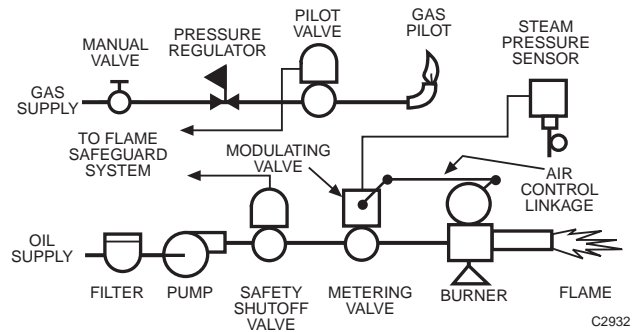 MANUAL
VALVE
PRESSURE
REGULATOR
PILOT
VALVE
GAS
PILOT
STEAM
PRESSURE
SENSOR
GAS
SUPPLY
TO FLAME
SAFEGUARD
SYSTEM
MODULATING
VALVE
AIR
CONTROL
LINKAGE
OIL
SUPPLY
FILTER
PUMP
SAFETY
SHUTOFF
VALVE
METERING
VALVE
BURNER
FLAME
C2932